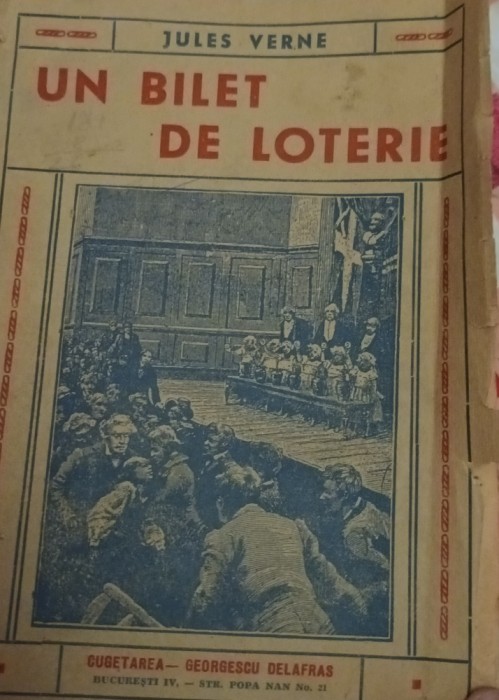 JULES VERNE
UN BILET
DE LOTERIE
CUGETAREA — GEORGESCU DELAFRAS
BUCUREȘTI IV. — STR. POPA NAN No. 21